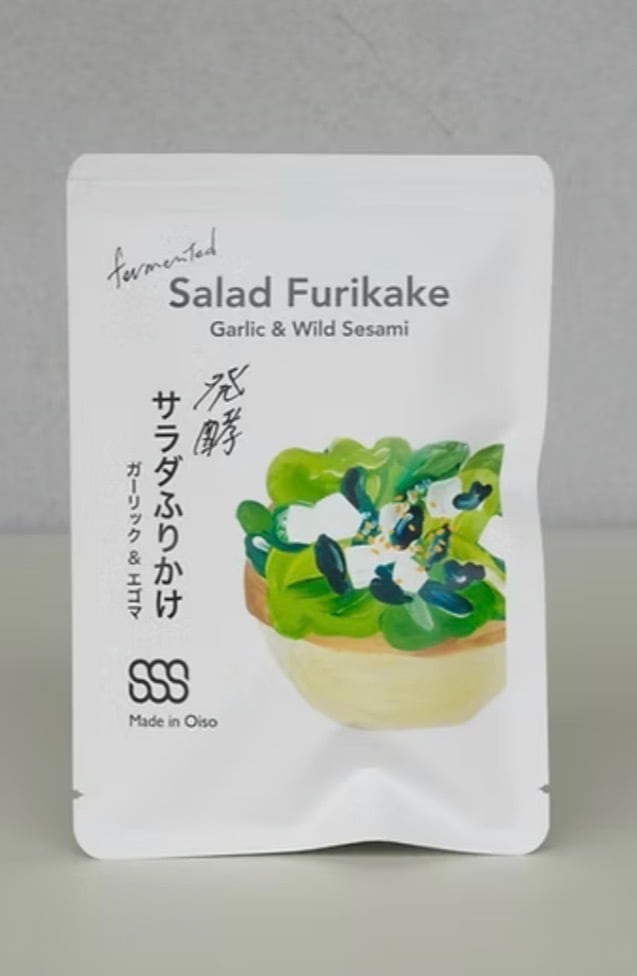 fermented
Salad Furikake
Garlic & Wild Sesami
発酵
サラダふりかけ
ガーリック & エゴマ
SSS
Made in Oiso